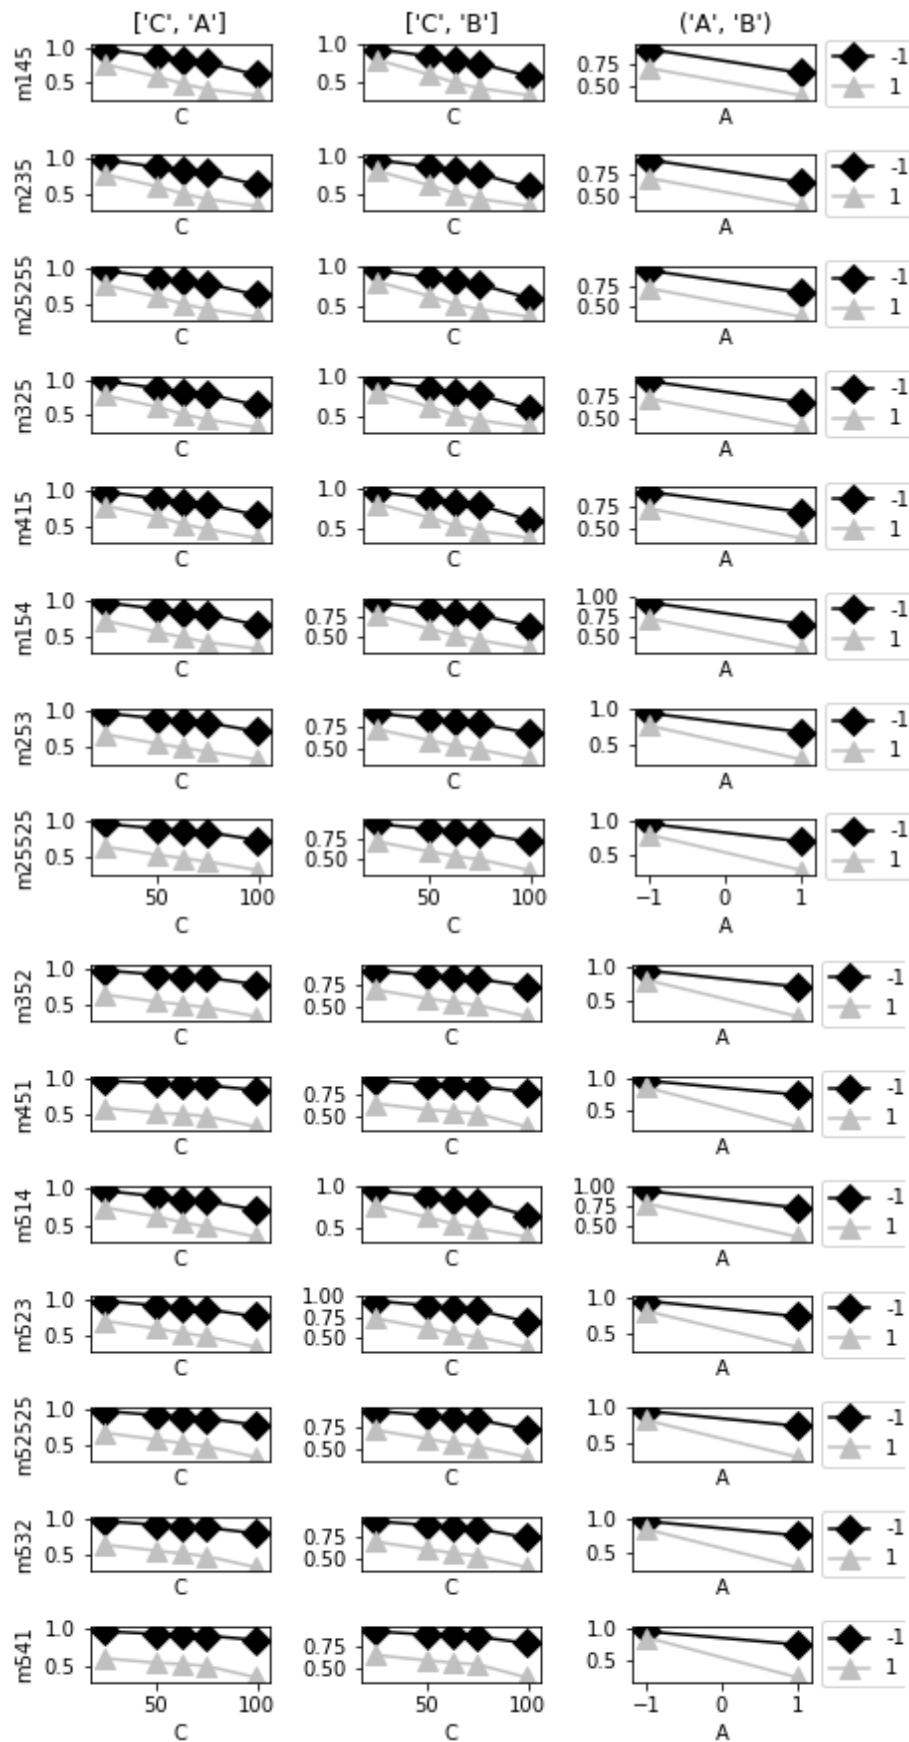 ['C', 'A'] ['C', 'B'] ('A', 'B')
m145 1.0 0.5 C 1.0 0.5 C 0.75 0.50 A -1 1
m235 1.0 0.5 C 1.0 0.5 C 0.75 0.50 A -1 1
m25255 1.0 0.5 C 1.0 0.5 C 0.75 0.50 A -1 1
m325 1.0 0.5 C 1.0 0.5 C 0.75 0.50 A -1 1
m415 1.0 0.5 C 1.0 0.5 C 0.75 0.50 A -1 1
m154 1.0 0.5 C 0.75 0.50 C 1.00 0.75 0.50 A -1 1
m253 1.0 0.5 C 0.75 0.50 C 1.0 0.5 A -1 1
m25525 1.0 0.5 0.75 0.50 1.0 0.5 -1 1
50 100 50 100 −1 0 1
C C A
m352 1.0 0.5 C 0.75 0.50 C 1.0 0.5 A -1 1
m451 1.0 0.5 C 0.75 0.50 C 1.0 0.5 A -1 1
m514 1.0 0.5 C 1.0 0.5 C 1.00 0.75 0.50 A -1 1
m523 1.0 0.5 C 1.00 0.75 0.50 C 1.0 0.5 A -1 1
m52525 1.0 0.5 C 0.75 0.50 C 1.0 0.5 A -1 1
m532 1.0 0.5 C 0.75 0.50 C 1.0 0.5 A -1 1
m541 1.0 0.5 0.75 0.50 1.0 0.5 -1 1
50 100 50 100 −1 0 1
C C A